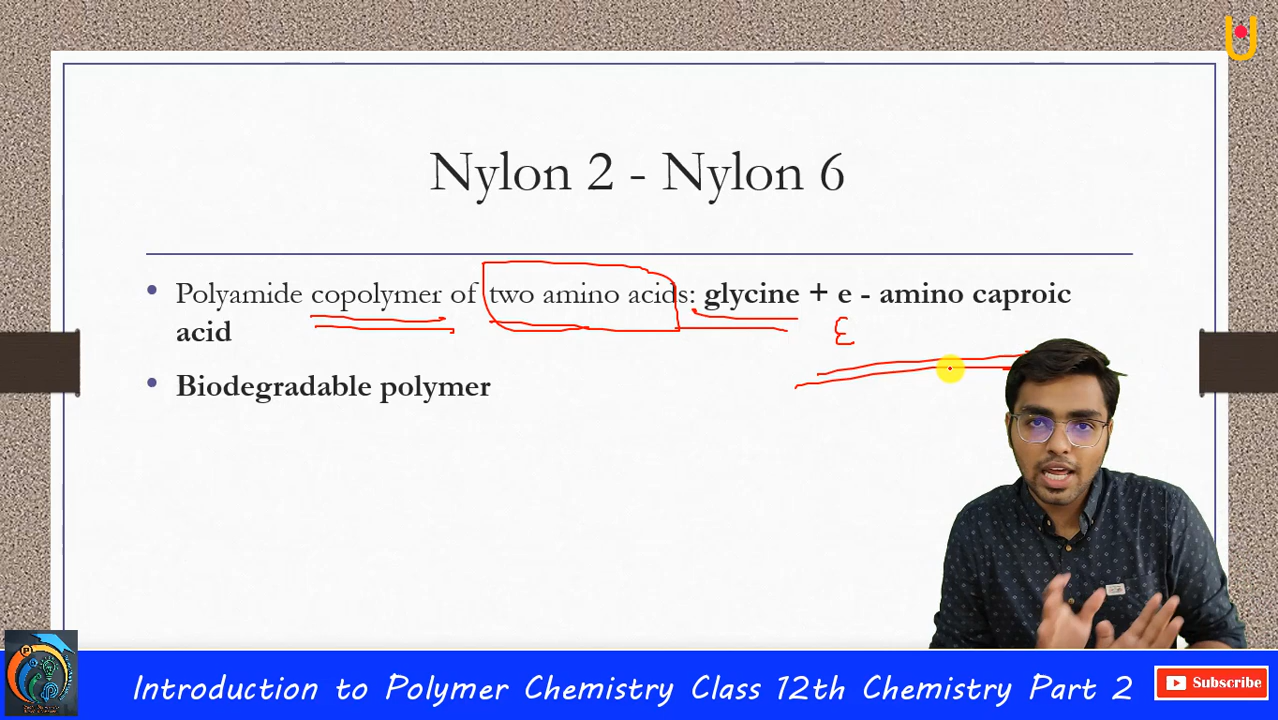 U
Nylon 2 - Nylon 6
• Polyamide copolymer of two amino acids: glycine + e - amino caproic
acid
ε
• Biodegradable polymer
Introduction to Polymer Chemistry Class 12th Chemistry Part 2
Subscribe